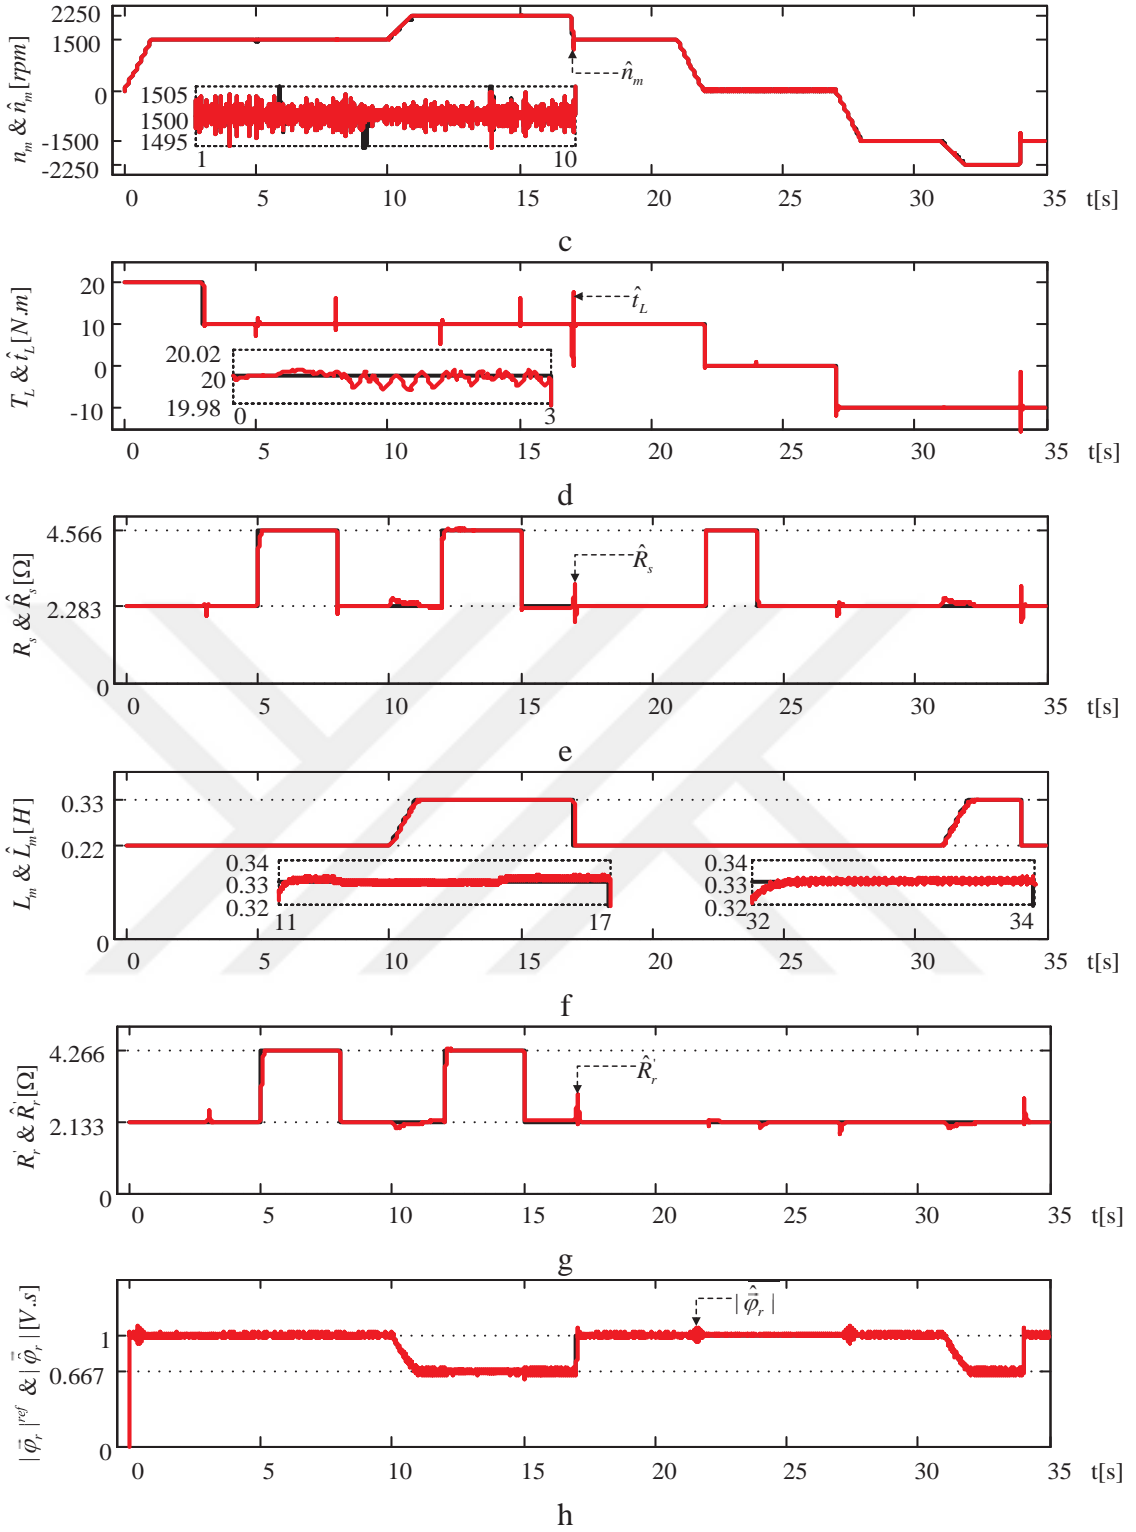 n_m & n̂_m [rpm]
2250
1500
0
-1500
-2250
n̂_m
1505
1500
1495
1 10
0 5 10 15 20 25 30 35 t[s]
c
T_L & t̂_L [N.m]
20
10
0
-10
t̂_L
20.02
20
19.98
0 3
0 5 10 15 20 25 30 35 t[s]
d
R_s & R̂_s [Ω]
4.566
2.283
0
R̂_s
0 5 10 15 20 25 30 35 t[s]
e
L_m & L̂_m [H]
0.33
0.22
0
0.34 0.34
0.33 0.33
0.32 0.32
11 17 32 34
0 5 10 15 20 25 30 35 t[s]
f
R'_r & R̂'_r [Ω]
4.266
2.133
0
R̂'_r
0 5 10 15 20 25 30 35 t[s]
g
|φ⃗_r|^ref & |φ⃗̂_r| [V.s]
1
0.667
0
|φ⃗̂_r|
0 5 10 15 20 25 30 35 t[s]
h